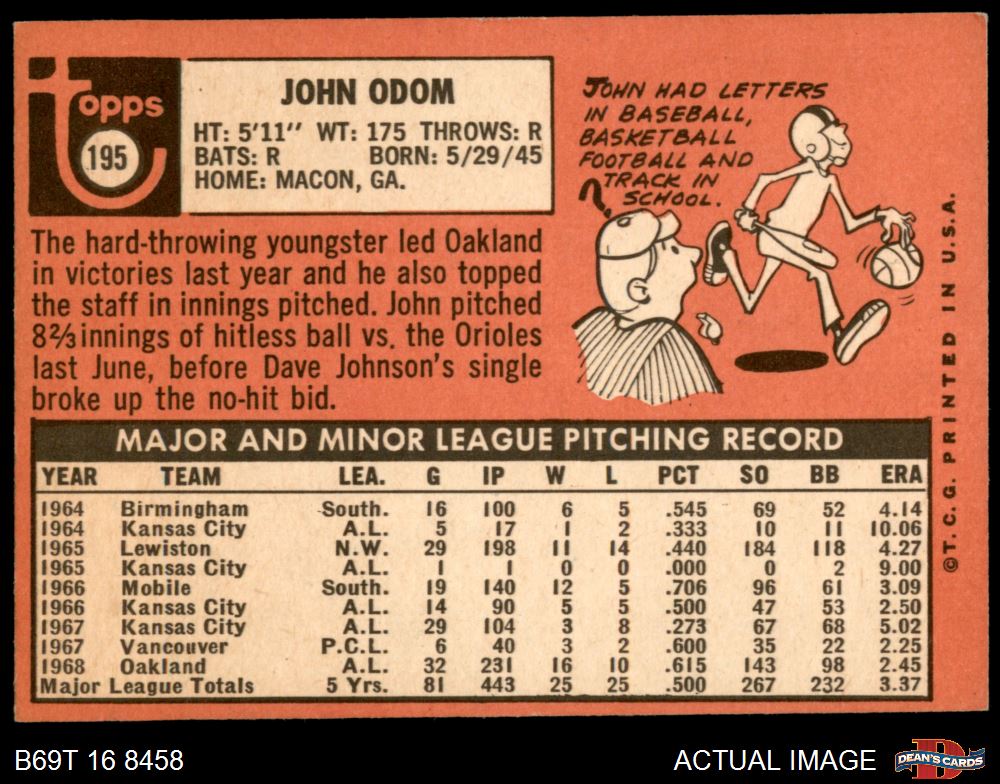 Topps
195
JOHN ODOM
HT: 5'11" WT: 175 THROWS: R
BATS: R BORN: 5/29/45
HOME: MACON, GA.
The hard-throwing youngster led Oakland
in victories last year and he also topped
the staff in innings pitched. John pitched
8⅔ innings of hitless ball vs. the Orioles
last June, before Dave Johnson's single
broke up the no-hit bid.
JOHN HAD LETTERS
IN BASEBALL,
BASKETBALL
FOOTBALL AND
TRACK IN
SCHOOL.
?
©T.C.G. PRINTED IN U.S.A.
MAJOR AND MINOR LEAGUE PITCHING RECORD
YEAR TEAM LEA. G IP W L PCT SO BB ERA
1964 Birmingham South. 16 100 6 5 .545 69 52 4.14
1964 Kansas City A.L. 5 17 1 2 .333 10 11 10.06
1965 Lewiston N.W. 29 198 11 14 .440 184 118 4.27
1965 Kansas City A.L. 1 1 0 0 .000 0 2 9.00
1966 Mobile South. 19 140 12 5 .706 96 61 3.09
1966 Kansas City A.L. 14 90 5 5 .500 47 53 2.50
1967 Kansas City A.L. 29 104 3 8 .273 67 68 5.02
1967 Vancouver P.C.L. 6 40 3 2 .600 35 22 2.25
1968 Oakland A.L. 32 231 16 10 .615 143 98 2.45
Major League Totals 5 Yrs. 81 443 25 25 .500 267 232 3.37
B69T 16 8458
ACTUAL IMAGE
D
DEAN'S CARDS